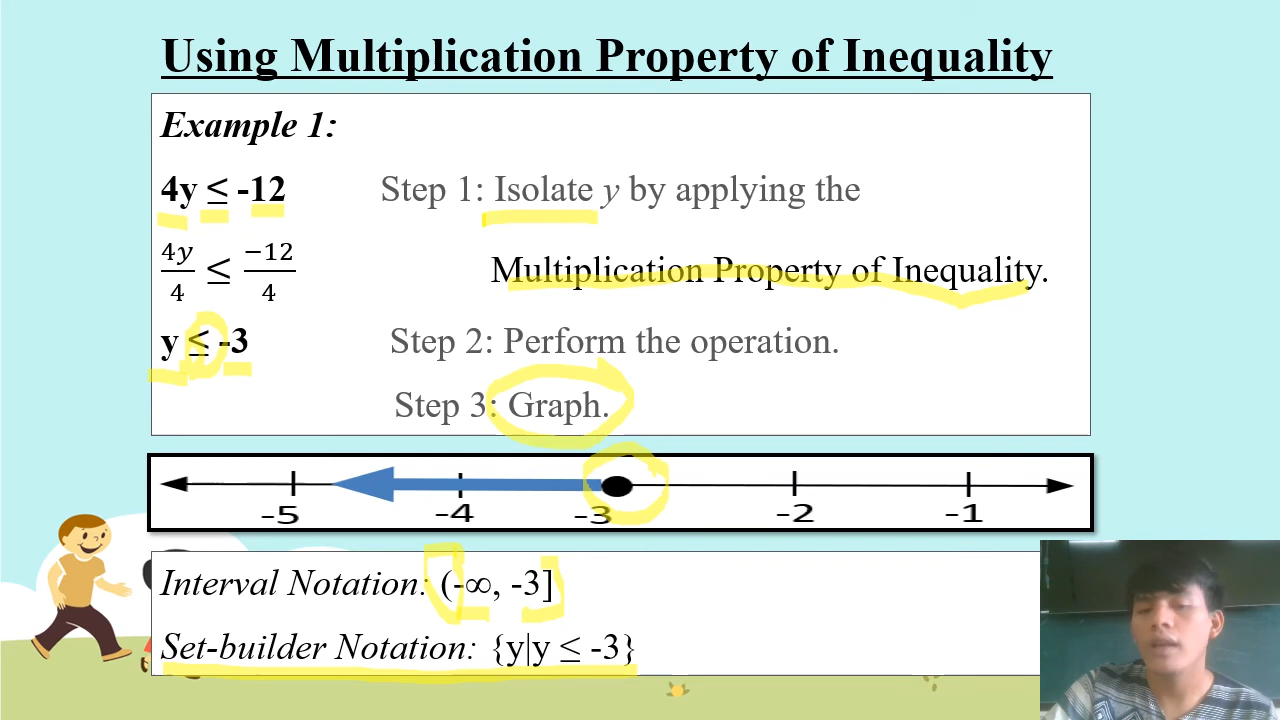 Using Multiplication Property of Inequality
Example 1:
4y ≤ -12 Step 1: Isolate y by applying the
4y/4 ≤ −12/4 Multiplication Property of Inequality.
y ≤ -3 Step 2: Perform the operation.
Step 3: Graph.
-5 -4 -3 -2 -1
Interval Notation: (-∞, -3]
Set-builder Notation: {y|y ≤ -3}